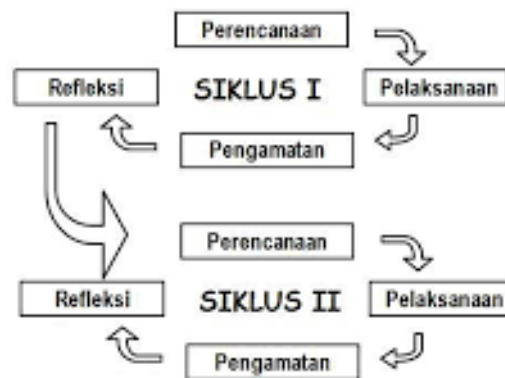 Perencanaan
Refleksi SIKLUS I Pelaksanaan
Pengamatan
Perencanaan
Refleksi SIKLUS II Pelaksanaan
Pengamatan